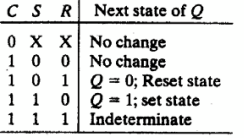 C S R Next state of Q
0 X X No change
1 0 0 No change
1 0 1 Q = 0; Reset state
1 1 0 Q = 1; set state
1 1 1 Indeterminate